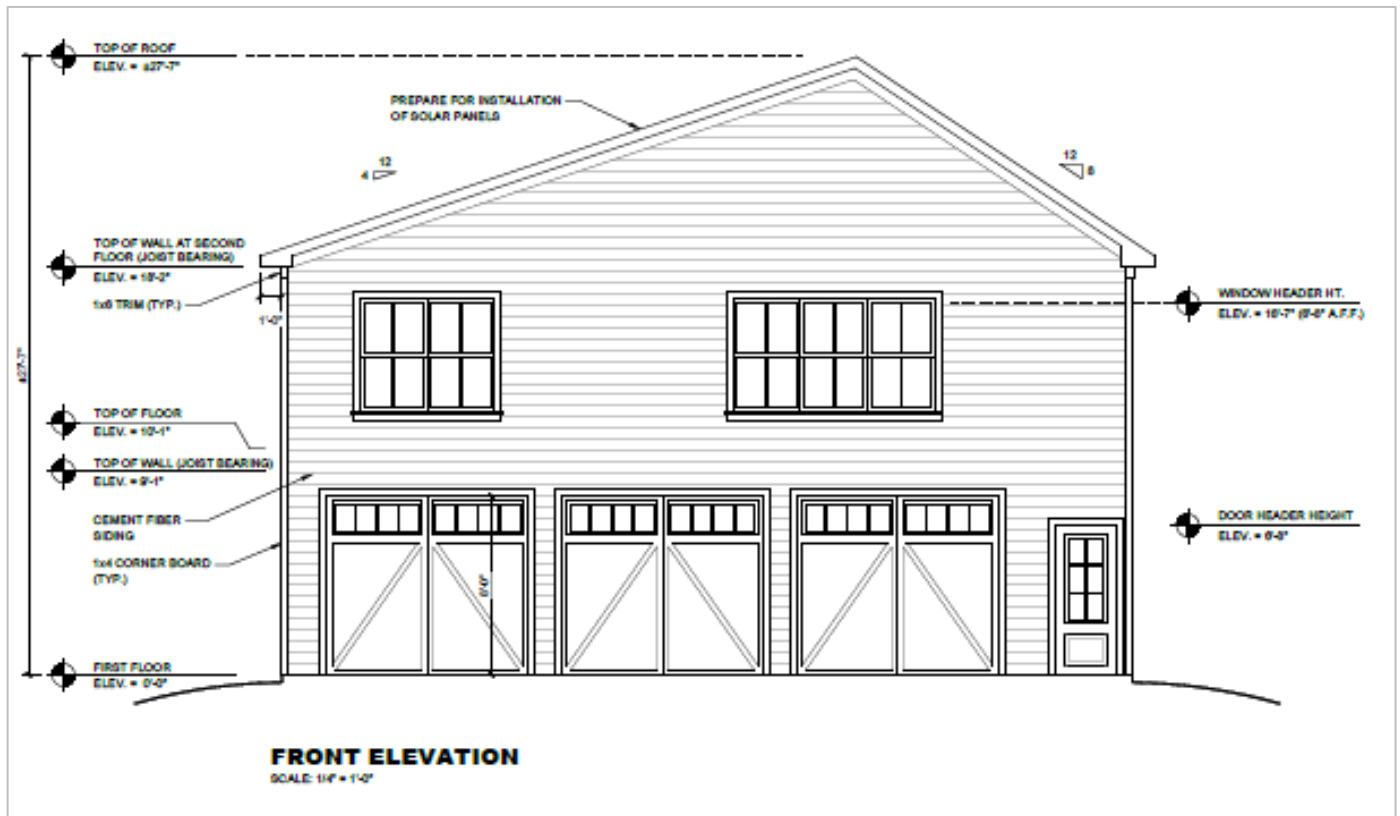 TOP OF ROOF
ELEV. = ±27'-7"
PREPARE FOR INSTALLATION
OF SOLAR PANELS
12
4
12
8
TOP OF WALL AT SECOND
FLOOR (JOIST BEARING)
ELEV. = 18'-2"
1x6 TRIM (TYP.)
1'-0"
WINDOW HEADER HT.
ELEV. = 16'-7" (6'-6" A.F.F.)
±27'-7"
TOP OF FLOOR
ELEV. = 10'-1"
TOP OF WALL (JOIST BEARING)
ELEV. = 9'-1"
CEMENT FIBER
SIDING
1x4 CORNER BOARD
(TYP.)
8'-0"
DOOR HEADER HEIGHT
ELEV. = 6'-8"
FIRST FLOOR
ELEV. = 0'-0"
FRONT ELEVATION
SCALE: 1/4" = 1'-0"